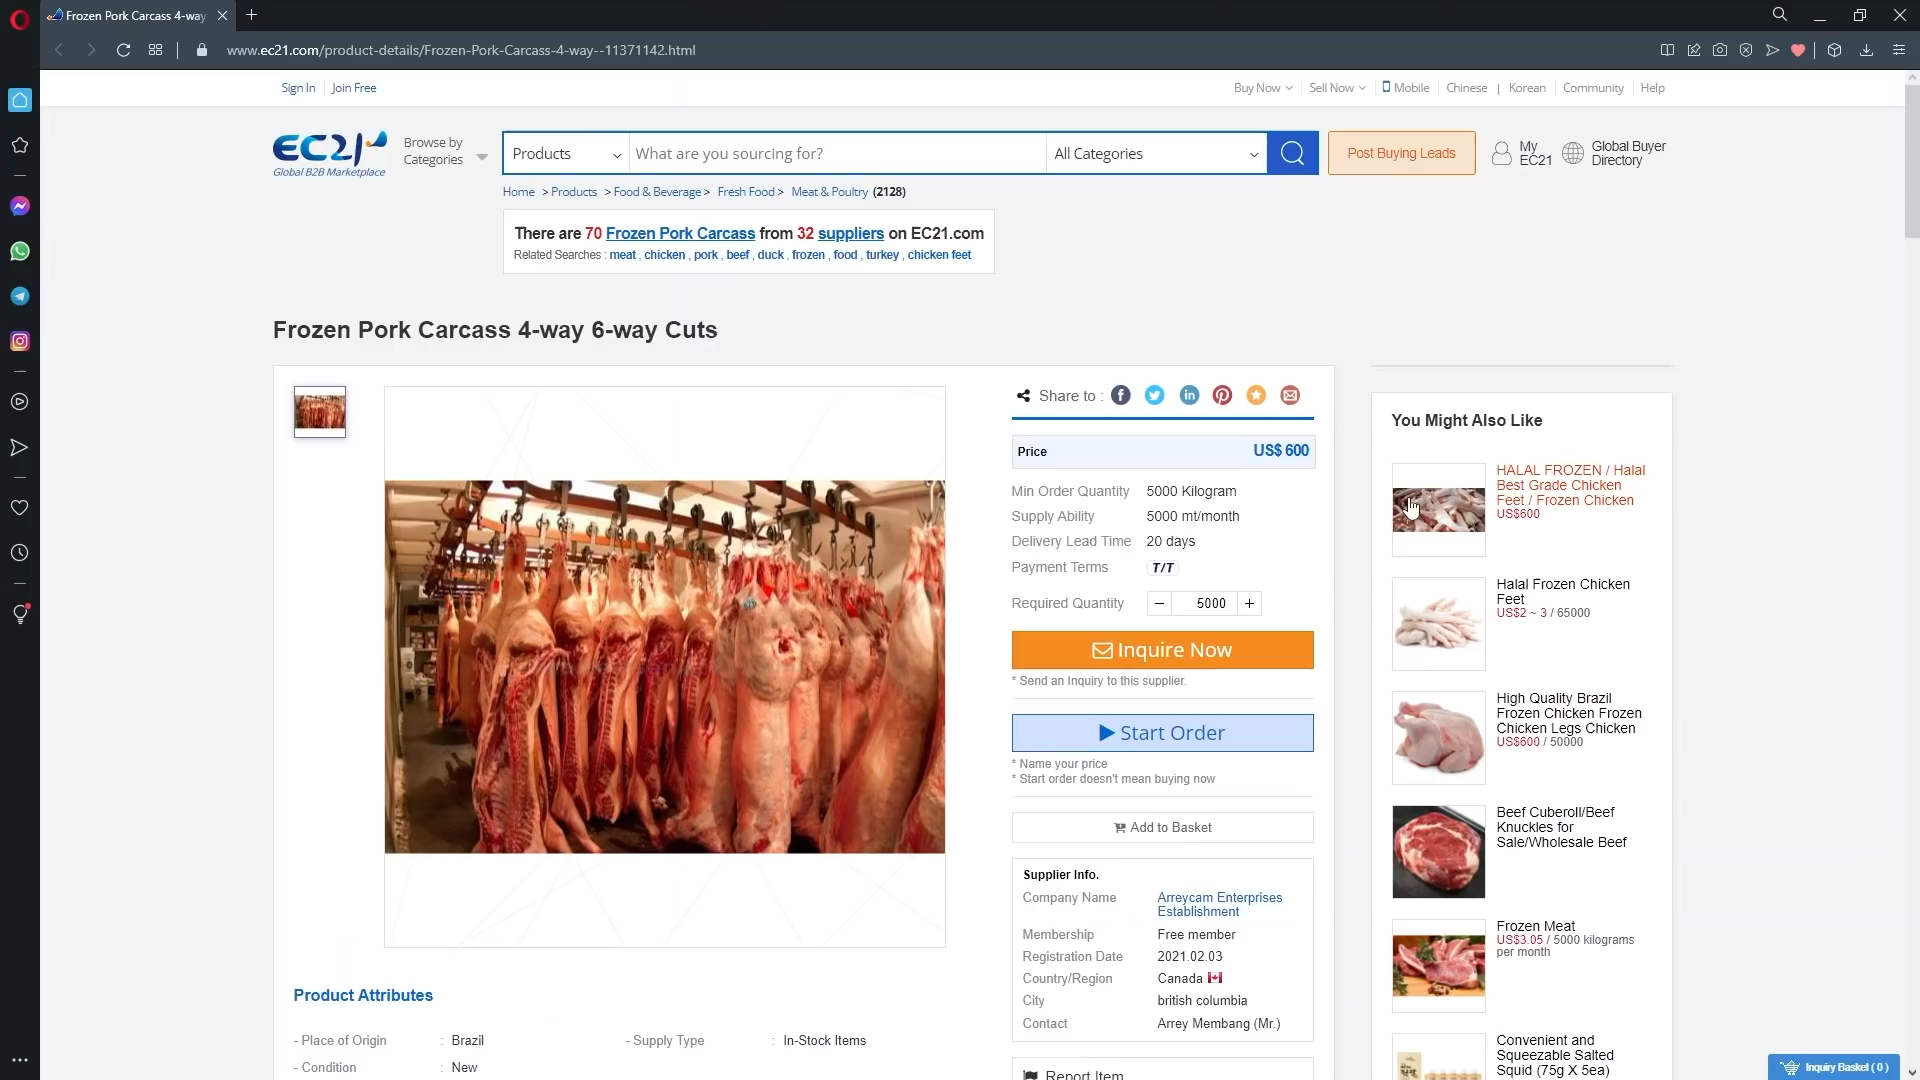 Frozen Pork Carcass 4-way
www.ec21.com/product-details/Frozen-Pork-Carcass-4-way--11371142.html
Sign In
Join Free
Buy Now
Sell Now
Mobile
Chinese
|
Korean
Community
Help
EC21
Global B2B Marketplace
Browse by
Categories
Products
What are you sourcing for?
All Categories
Post Buying Leads
My
EC21
Global Buyer
Directory
Home > Products > Food & Beverage > Fresh Food > Meat & Poultry (2128)
There are 70 Frozen Pork Carcass from 32 suppliers on EC21.com
Related Searches : meat , chicken , pork , beef , duck , frozen , food , turkey , chicken feet
Frozen Pork Carcass 4-way 6-way Cuts
Share to :
Price US$ 600
Min Order Quantity 5000 Kilogram
Supply Ability 5000 mt/month
Delivery Lead Time 20 days
Payment Terms T/T
Required Quantity − 5000 +
Inquire Now
* Send an Inquiry to this supplier.
Start Order
* Name your price
* Start order doesn't mean buying now
Add to Basket
Supplier Info.
Company Name Arreycam Enterprises
Establishment
Membership Free member
Registration Date 2021.02.03
Country/Region Canada
City british columbia
Contact Arrey Membang (Mr.)
Report Item
Product Attributes
- Place of Origin : Brazil
- Supply Type : In-Stock Items
- Condition : New
You Might Also Like
HALAL FROZEN / Halal
Best Grade Chicken
Feet / Frozen Chicken
US$600
Halal Frozen Chicken
Feet
US$2 ~ 3 / 65000
High Quality Brazil
Frozen Chicken Frozen
Chicken Legs Chicken
US$600 / 50000
Beef Cuberoll/Beef
Knuckles for
Sale/Wholesale Beef
Frozen Meat
US$3.05 / 5000 kilograms
per month
Convenient and
Squeezable Salted
Squid (75g X 5ea)
Inquiry Basket ( 0 )